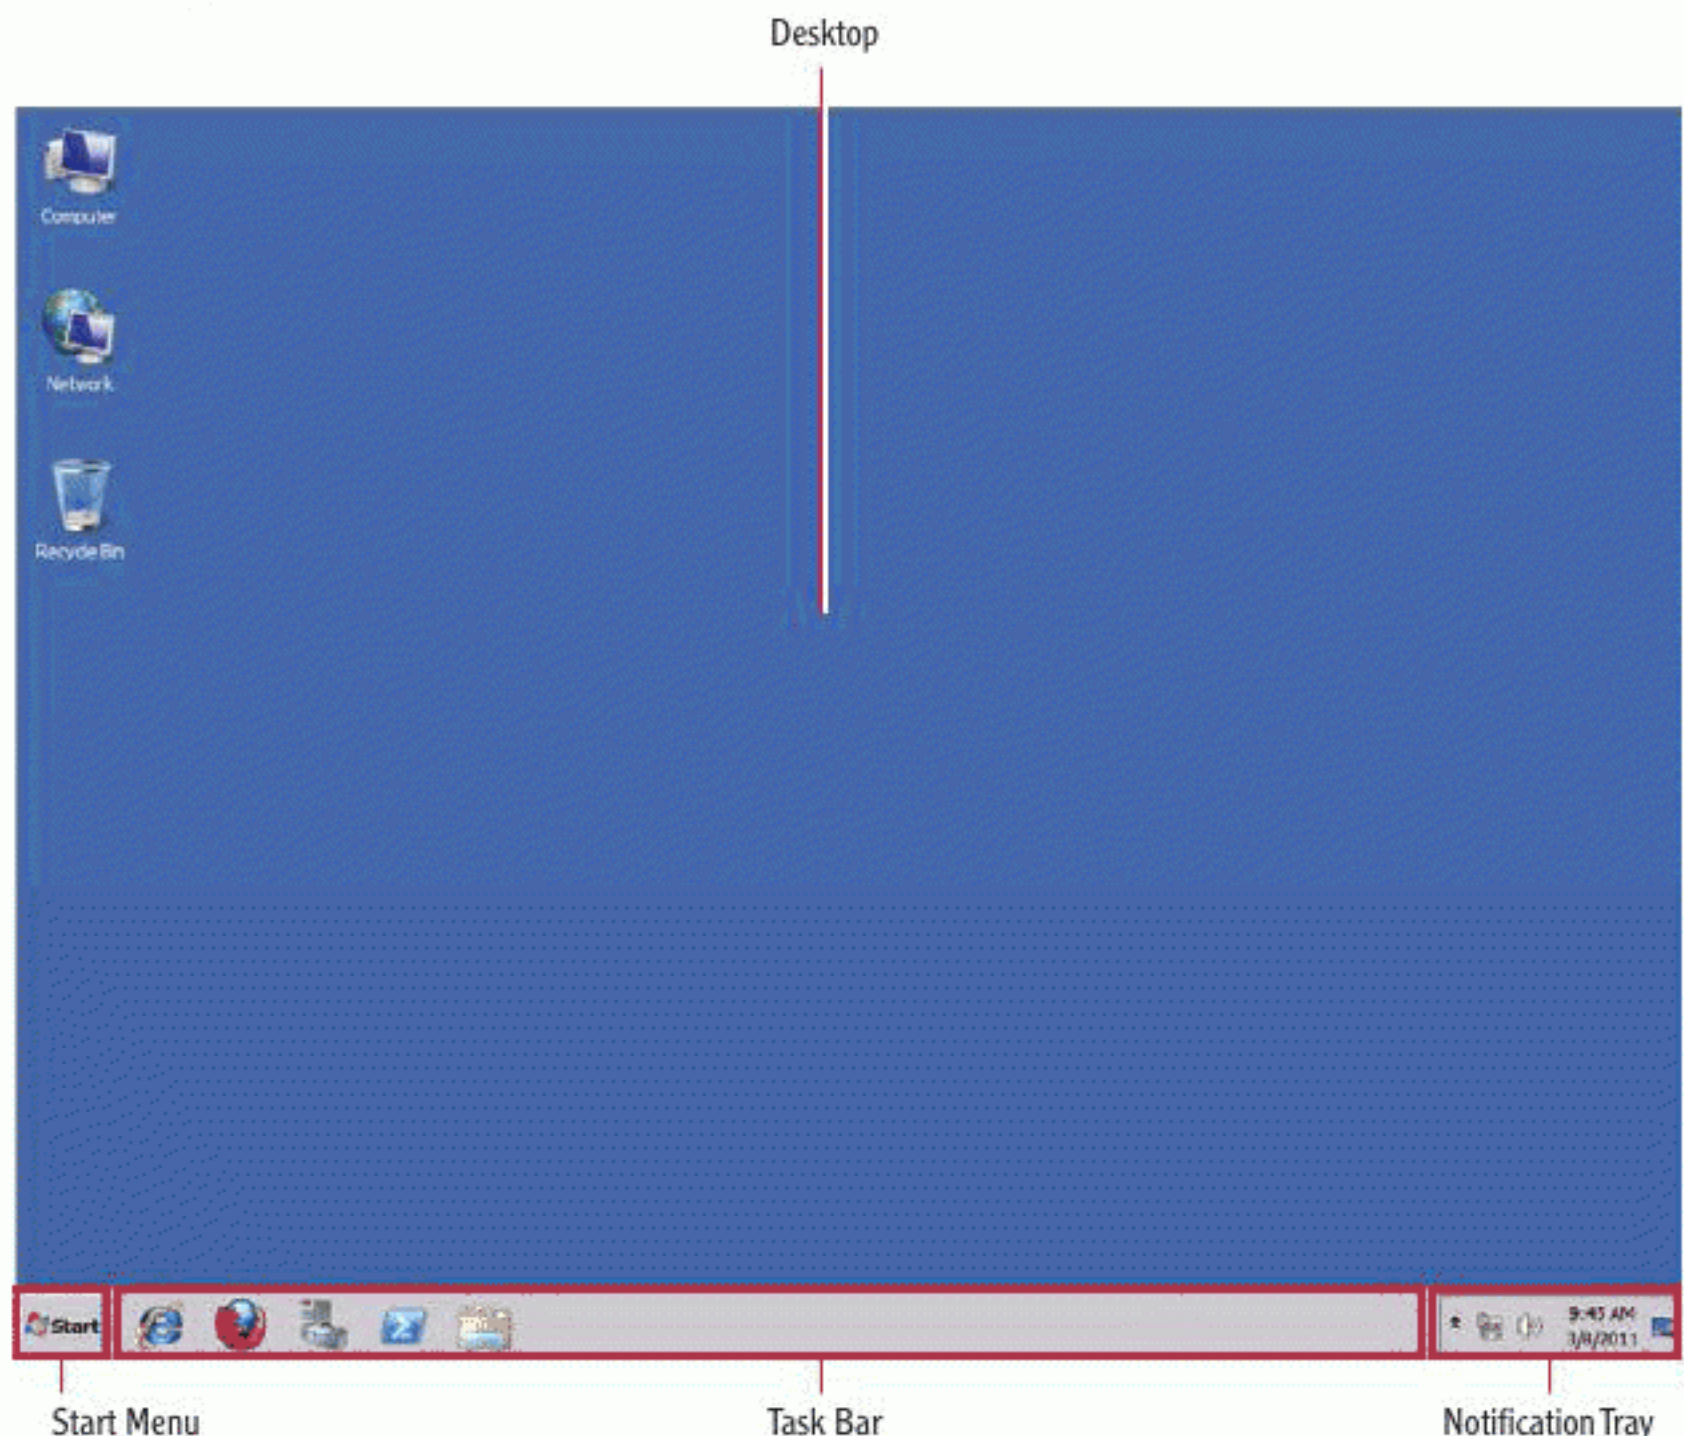 Desktop
Computer
Network
Recycle Bin
Start
9:45 AM
3/8/2011
Start Menu
Task Bar
Notification Tray